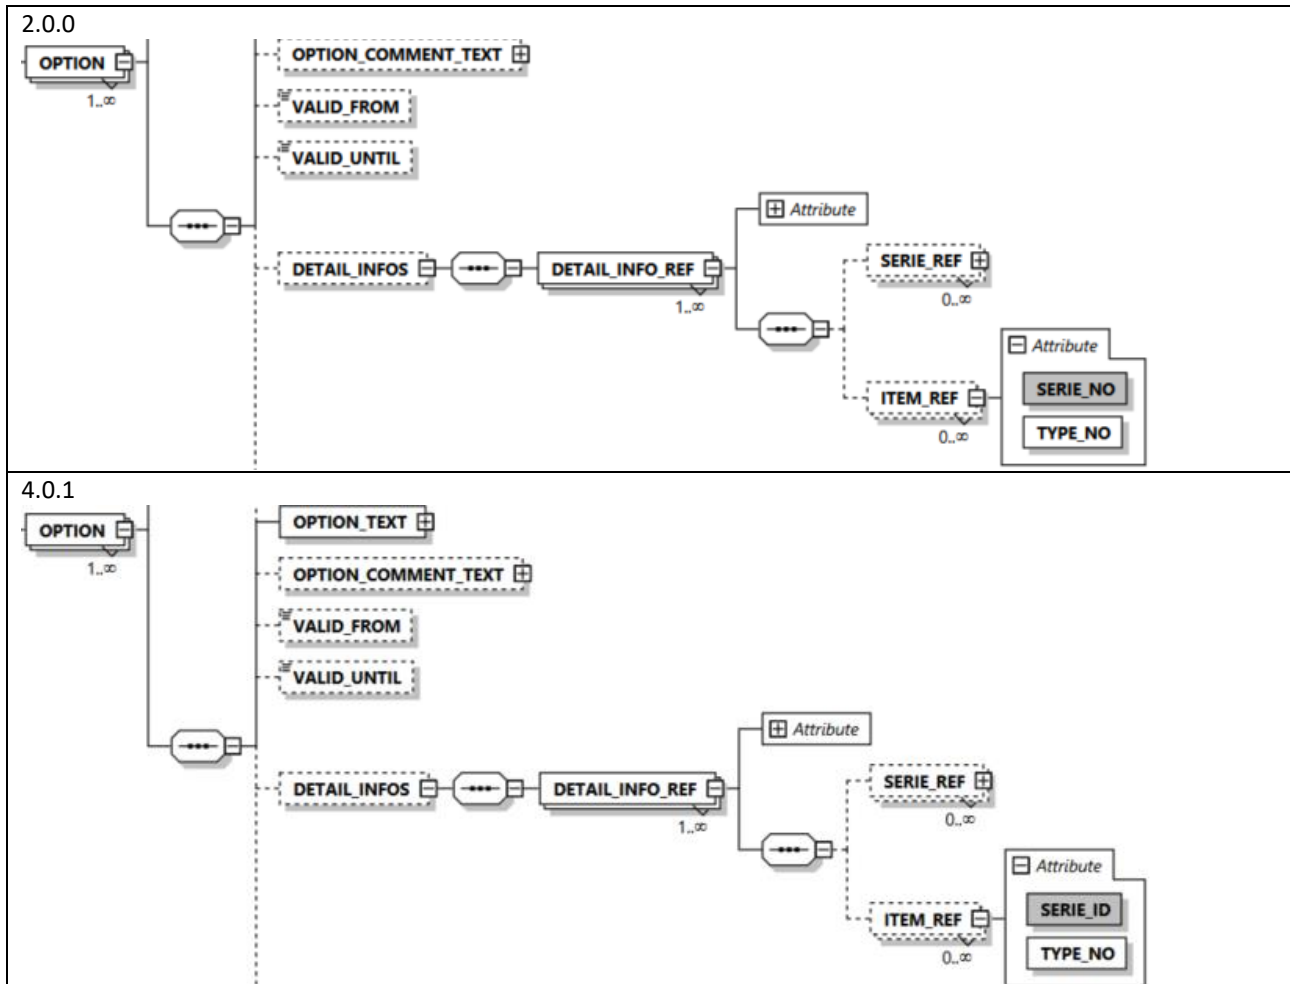 2.0.0
OPTION
1..∞
OPTION_COMMENT_TEXT
VALID_FROM
VALID_UNTIL
Attribute
DETAIL_INFOS
DETAIL_INFO_REF
1..∞
SERIE_REF
0..∞
Attribute
ITEM_REF
0..∞
SERIE_NO
TYPE_NO
4.0.1
OPTION
1..∞
OPTION_TEXT
OPTION_COMMENT_TEXT
VALID_FROM
VALID_UNTIL
Attribute
DETAIL_INFOS
DETAIL_INFO_REF
1..∞
SERIE_REF
0..∞
Attribute
ITEM_REF
0..∞
SERIE_ID
TYPE_NO